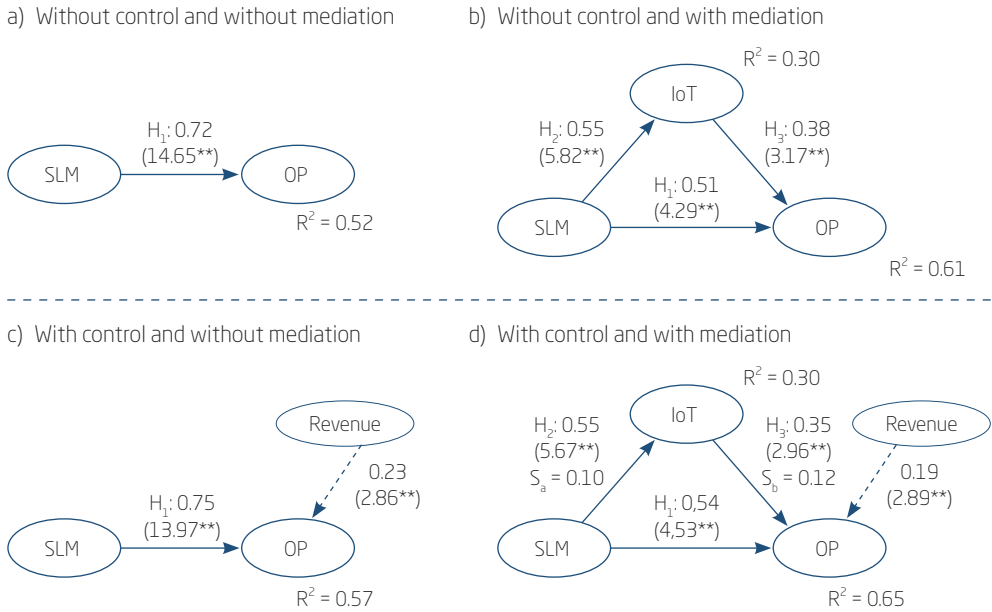 a) Without control and without mediation
H₁: 0.72
(14.65**)
SLM
OP
R² = 0.52
b) Without control and with mediation
R² = 0.30
IoT
H₂: 0.55
(5.82**)
H₃: 0.38
(3.17**)
H₁: 0.51
(4.29**)
SLM
OP
R² = 0.61
c) With control and without mediation
Revenue
0.23
(2.86**)
H₁: 0.75
(13.97**)
SLM
OP
R² = 0.57
d) With control and with mediation
R² = 0.30
IoT
Revenue
H₂: 0.55
(5.67**)
Sₐ = 0.10
H₃: 0.35
(2.96**)
S_b = 0.12
0.19
(2.89**)
H₁: 0,54
(4,53**)
SLM
OP
R² = 0.65